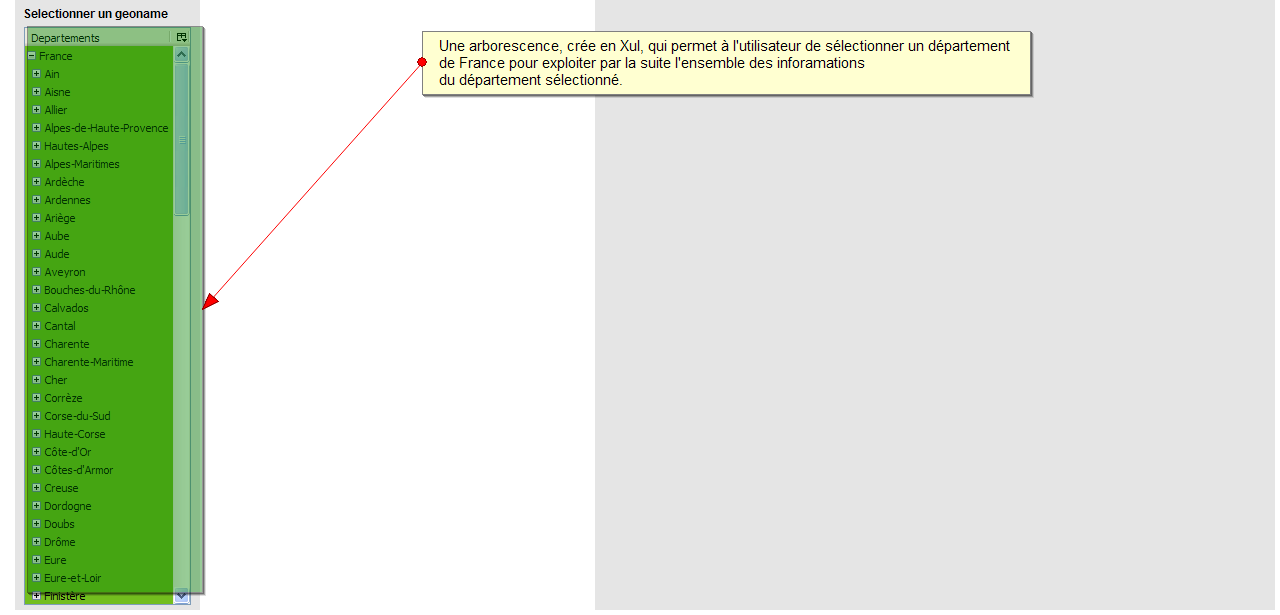 Selectionner un geoname
Departements
France
Ain
Aisne
Allier
Alpes-de-Haute-Provence
Hautes-Alpes
Alpes-Maritimes
Ardèche
Ardennes
Ariège
Aube
Aude
Aveyron
Bouches-du-Rhône
Calvados
Cantal
Charente
Charente-Maritime
Cher
Corrèze
Corse-du-Sud
Haute-Corse
Côte-d'Or
Côtes-d'Armor
Creuse
Dordogne
Doubs
Drôme
Eure
Eure-et-Loir
Finistère
Une arborescence, crée en Xul, qui permet à l'utilisateur de sélectionner un département
de France pour exploiter par la suite l'ensemble des inforamations
du département sélectionné.